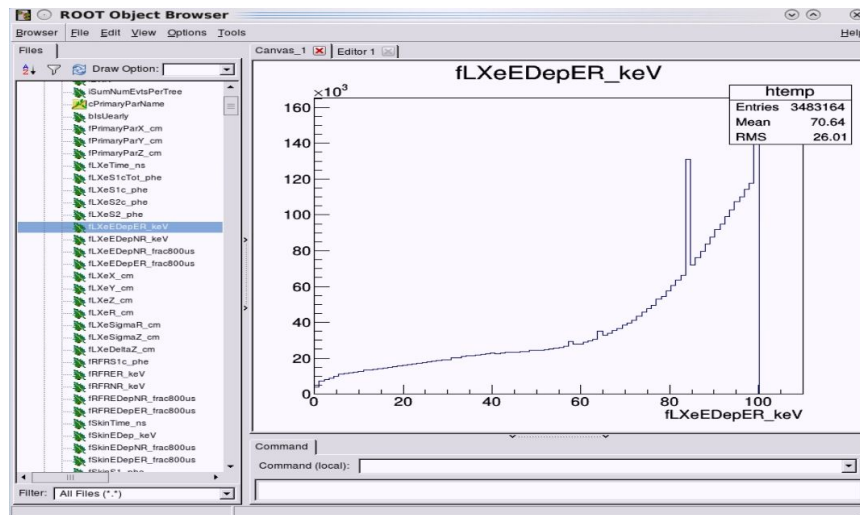 ROOT Object Browser
Browser File Edit View Options Tools Help
Files
Draw Option:
iSumNumEvtsPerTree
cPrimaryParName
bIsUearly
fPrimaryParX_cm
fPrimaryParY_cm
fPrimaryParZ_cm
fLXeTime_ns
fLXeS1cTot_phe
fLXeS1c_phe
fLXeS2c_phe
fLXeS2_phe
fLXeEDepER_keV
fLXeEDepNR_keV
fLXeEDepNR_frac800us
fLXeEDepER_frac800us
fLXeX_cm
fLXeY_cm
fLXeZ_cm
fLXeR_cm
fLXeSigmaR_cm
fLXeSigmaZ_cm
fLXeDeltaZ_cm
fRFRS1c_phe
fRFRER_keV
fRFRNR_keV
fRFREDepNR_frac800us
fRFREDepER_frac800us
fSkinTime_ns
fSkinEDep_keV
fSkinEDepNR_frac800us
fSkinEDepER_frac800us
fSkinS1_phe
Filter: All Files (*.*)
Canvas_1 Editor 1
fLXeEDepER_keV
×10³
htemp
Entries 3483164
Mean 70.64
RMS 26.01
160
140
120
100
80
60
40
20
0
0 20 40 60 80 100
fLXeEDepER_keV
Command
Command (local):